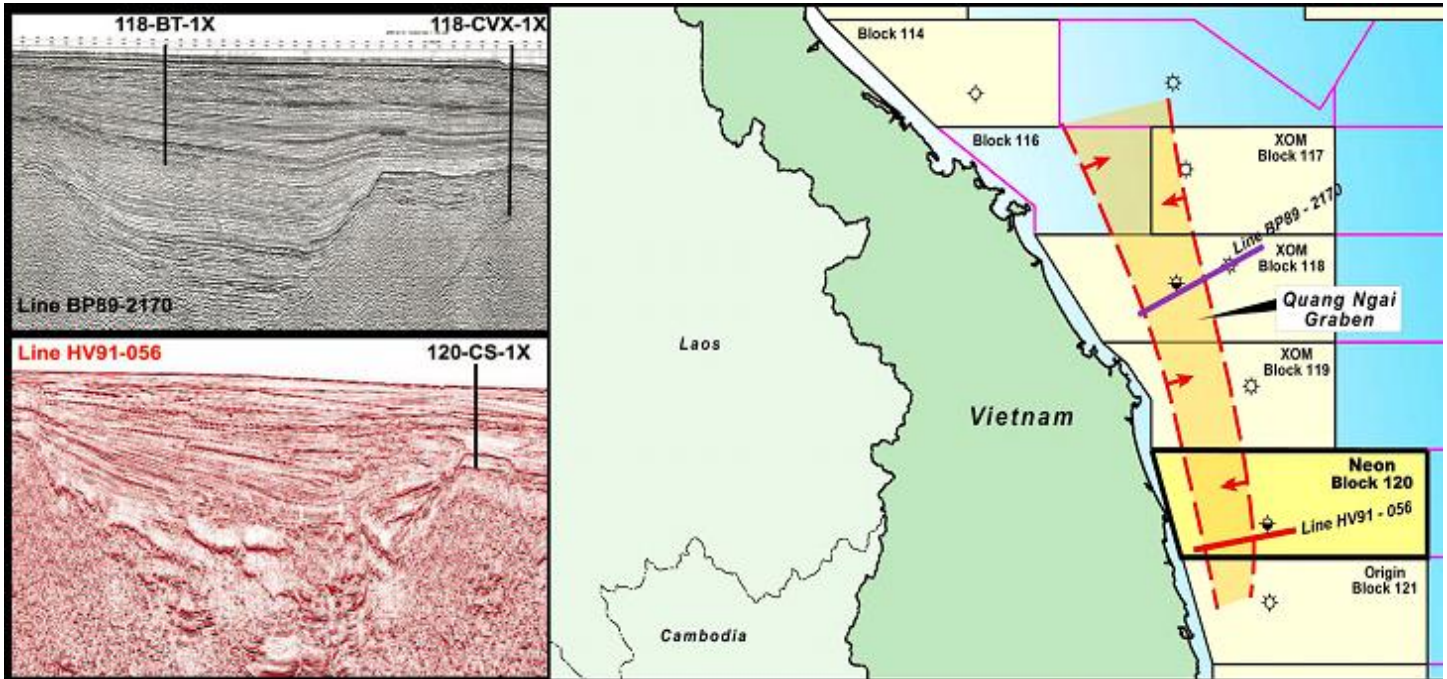 118-BT-1X
118-CVX-1X
Line BP89-2170
Line HV91-056
120-CS-1X
Block 114
Block 116
XOM
Block 117
Line BP89 - 2170
XOM
Block 118
Quang Ngai
Graben
XOM
Block 119
Laos
Vietnam
Neon
Block 120
Line HV91 - 056
Origin
Block 121
Cambodia